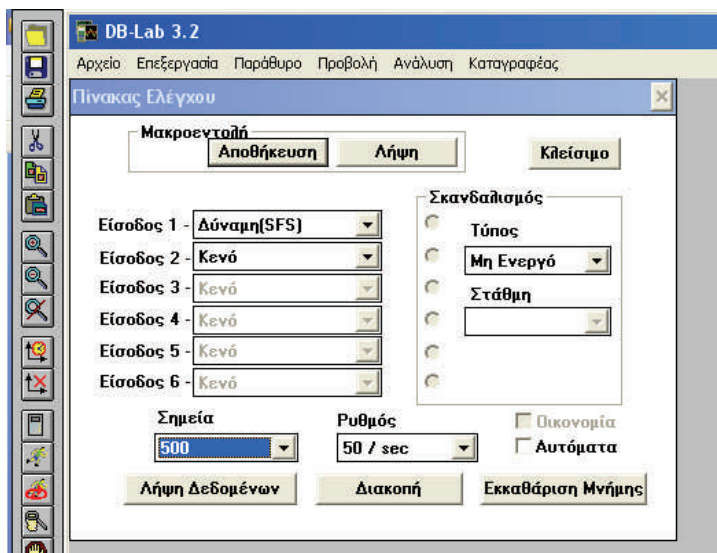 DB-Lab 3.2
Αρχείο Επεξεργασία Παράθυρο Προβολή Ανάλυση Καταγραφέας
Πίνακας Ελέγχου
Μακροεντολή
Αποθήκευση Λήψη Κλείσιμο
Σκανδαλισμός
Είσοδος 1 - Δύναμη(SFS)
Τύπος
Είσοδος 2 - Κενό
Μη Ενεργό
Είσοδος 3 - Κενό
Στάθμη
Είσοδος 4 - Κενό
Είσοδος 5 - Κενό
Είσοδος 6 - Κενό
Σημεία Ρυθμός Οικονομία
500 50 / sec Αυτόματα
Λήψη Δεδομένων Διακοπή Εκκαθάριση Μνήμης